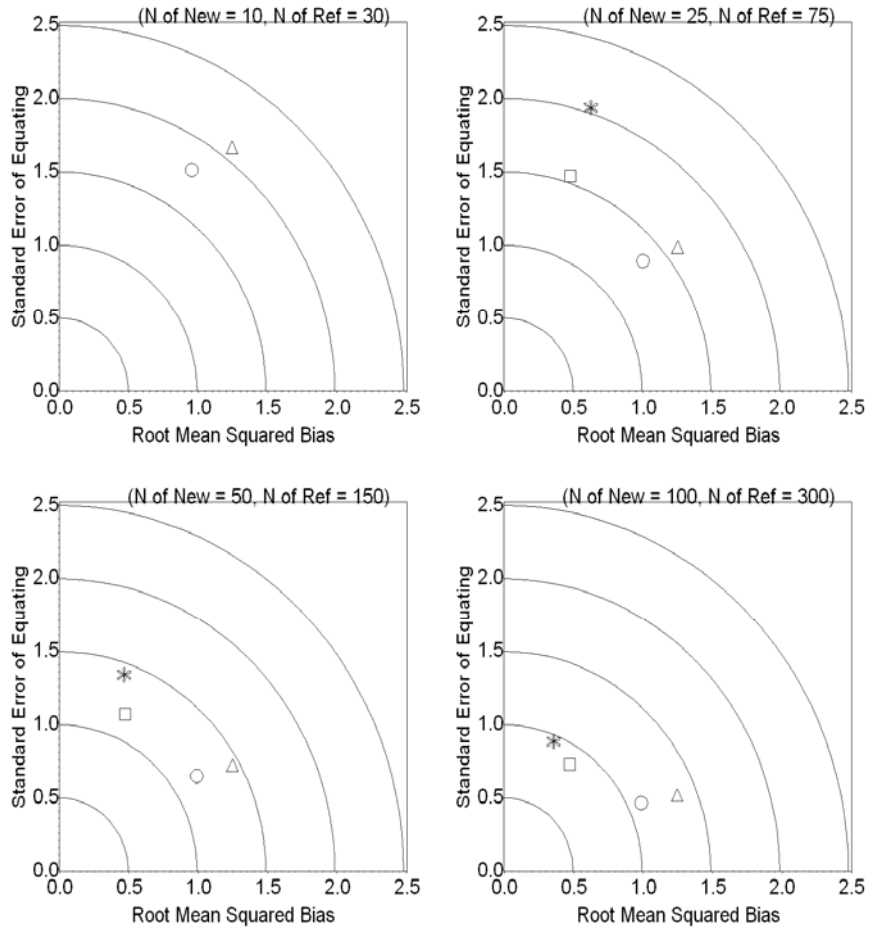 (N of New = 10, N of Ref = 30)
2.5
2.0
1.5
1.0
0.5
0.0
Standard Error of Equating
0.0 0.5 1.0 1.5 2.0 2.5
Root Mean Squared Bias
(N of New = 25, N of Ref = 75)
2.5
2.0
1.5
1.0
0.5
0.0
Standard Error of Equating
0.0 0.5 1.0 1.5 2.0 2.5
Root Mean Squared Bias
(N of New = 50, N of Ref = 150)
2.5
2.0
1.5
1.0
0.5
0.0
Standard Error of Equating
0.0 0.5 1.0 1.5 2.0 2.5
Root Mean Squared Bias
(N of New = 100, N of Ref = 300)
2.5
2.0
1.5
1.0
0.5
0.0
Standard Error of Equating
0.0 0.5 1.0 1.5 2.0 2.5
Root Mean Squared Bias